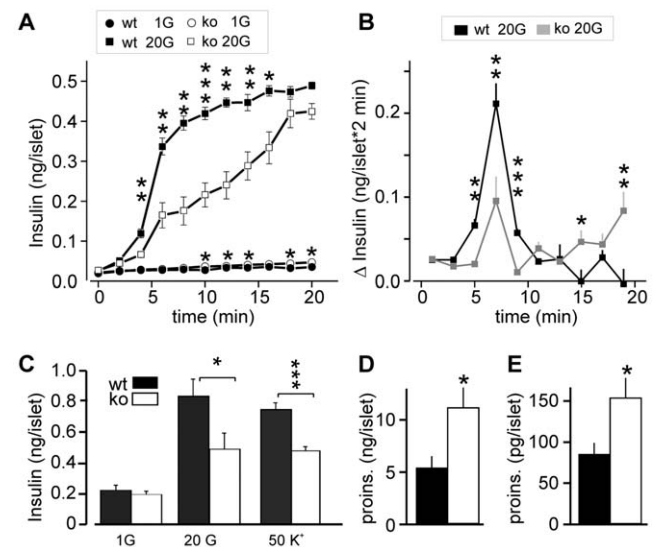 A
wt 1G ko 1G
wt 20G ko 20G
Insulin (ng/islet)
0.5
0.4
0.3
0.2
0.1
0.0
** ** ** *** ** ** *
* * * * *
0 5 10 15 20
time (min)
B
wt 20G ko 20G
Δ Insulin (ng/islet*2 min)
0.2
0.1
0.0
** ** *** * **
0 5 10 15 20
time (min)
C
wt
ko
Insulin (ng/islet)
1.0
0.8
0.6
0.4
0.2
0
* ***
1G 20 G 50 K⁺
D
proins. (ng/islet)
10
5
0
*
E
proins. (pg/islet)
150
100
50
0
*